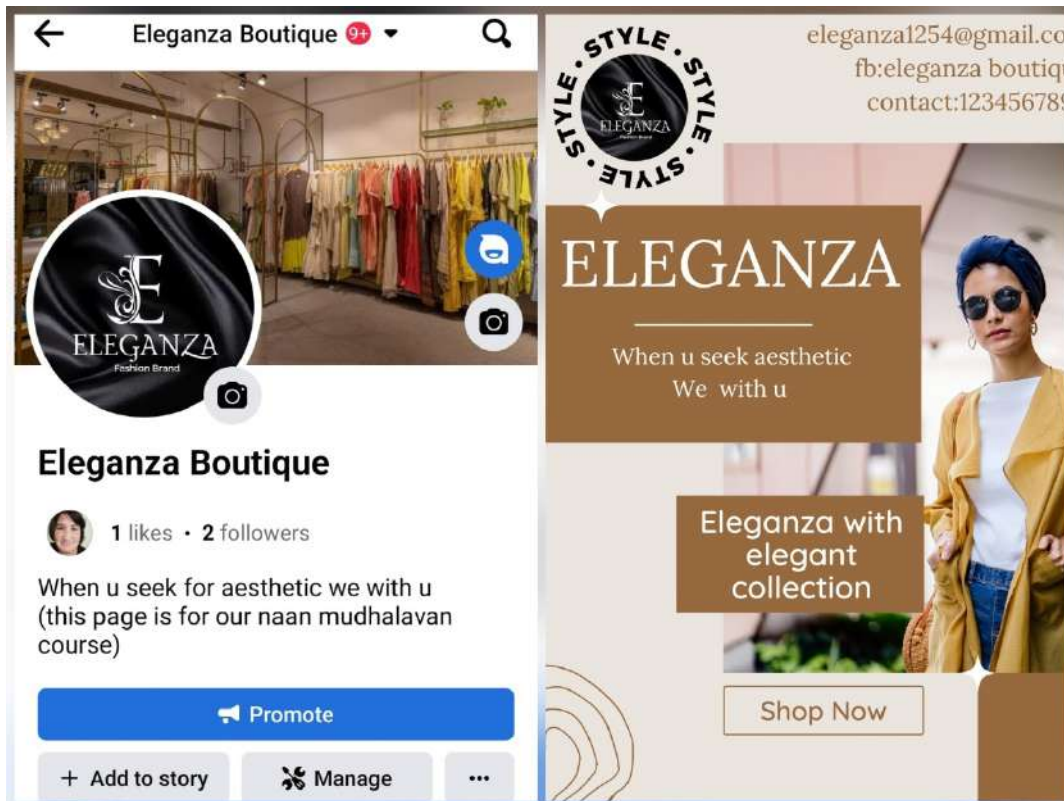 Eleganza Boutique 9+
E
ELEGANZA
Fashion Brand
Eleganza Boutique
1 likes • 2 followers
When u seek for aesthetic we with u
(this page is for our naan mudhalavan
course)
Promote
+ Add to story
Manage
...
STYLE • STYLE • STYLE • STYLE •
E
ELEGANZA
Fashion Brand
eleganza1254@gmail.co
fb:eleganza boutiqu
contact:123456789
ELEGANZA
When u seek aesthetic
We with u
Eleganza with
elegant
collection
Shop Now